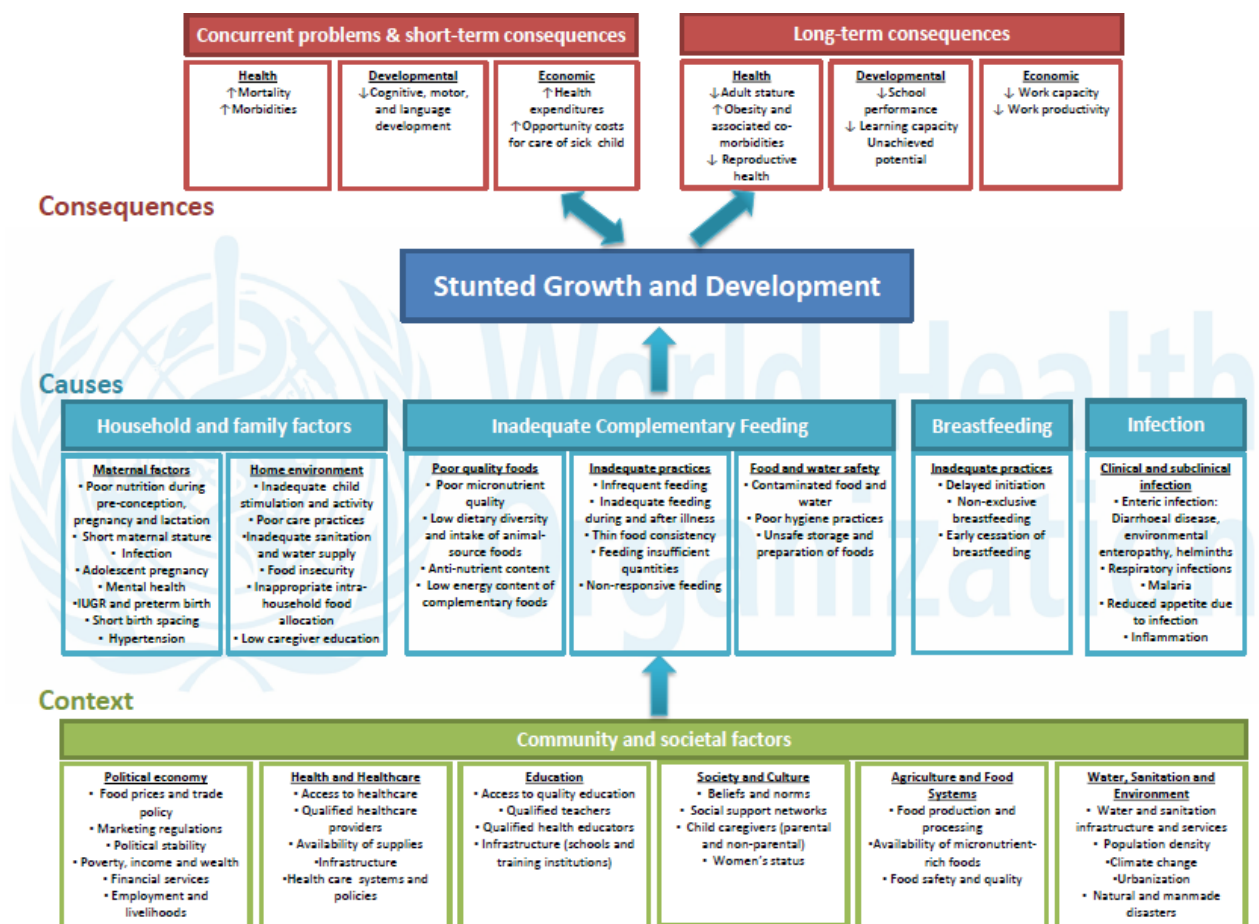 Concurrent problems & short-term consequences
Health
↑Mortality
↑Morbidities
Developmental
↓Cognitive, motor,
and language
development
Economic
↑Health
expenditures
↑Opportunity costs
for care of sick child
Long-term consequences
Health
↓Adult stature
↑Obesity and
associated co-
morbidities
↓ Reproductive
health
Developmental
↓School
performance
↓ Learning capacity
Unachieved
potential
Economic
↓ Work capacity
↓ Work productivity
Consequences
Stunted Growth and Development
World Health
Organization
Causes
Household and family factors
Maternal factors
• Poor nutrition during
pre-conception,
pregnancy and lactation
• Short maternal stature
• Infection
• Adolescent pregnancy
• Mental health
•IUGR and preterm birth
• Short birth spacing
• Hypertension
Home environment
• Inadequate child
stimulation and activity
• Poor care practices
•Inadequate sanitation
and water supply
• Food insecurity
• Inappropriate intra-
household food
allocation
• Low caregiver education
Inadequate Complementary Feeding
Poor quality foods
• Poor micronutrient
quality
• Low dietary diversity
and intake of animal-
source foods
• Anti-nutrient content
• Low energy content of
complementary foods
Inadequate practices
• Infrequent feeding
• Inadequate feeding
during and after illness
• Thin food consistency
• Feeding insufficient
quantities
• Non-responsive feeding
Food and water safety
• Contaminated food and
water
• Poor hygiene practices
• Unsafe storage and
preparation of foods
Breastfeeding
Inadequate practices
• Delayed initiation
• Non-exclusive
breastfeeding
• Early cessation of
breastfeeding
Infection
Clinical and subclinical
infection
• Enteric infection:
Diarrhoeal disease,
environmental
enteropathy, helminths
• Respiratory infections
• Malaria
• Reduced appetite due
to infection
• Inflammation
Context
Community and societal factors
Political economy
• Food prices and trade
policy
• Marketing regulations
• Political stability
• Poverty, income and wealth
• Financial services
• Employment and
livelihoods
Health and Healthcare
• Access to healthcare
• Qualified healthcare
providers
• Availability of supplies
•Infrastructure
•Health care systems and
policies
Education
• Access to quality education
• Qualified teachers
• Qualified health educators
• Infrastructure (schools and
training institutions)
Society and Culture
• Beliefs and norms
• Social support networks
• Child caregivers (parental
and non-parental)
• Women's status
Agriculture and Food
Systems
• Food production and
processing
•Availability of micronutrient-
rich foods
• Food safety and quality
Water, Sanitation and
Environment
• Water and sanitation
infrastructure and services
• Population density
•Climate change
•Urbanization
• Natural and manmade
disasters